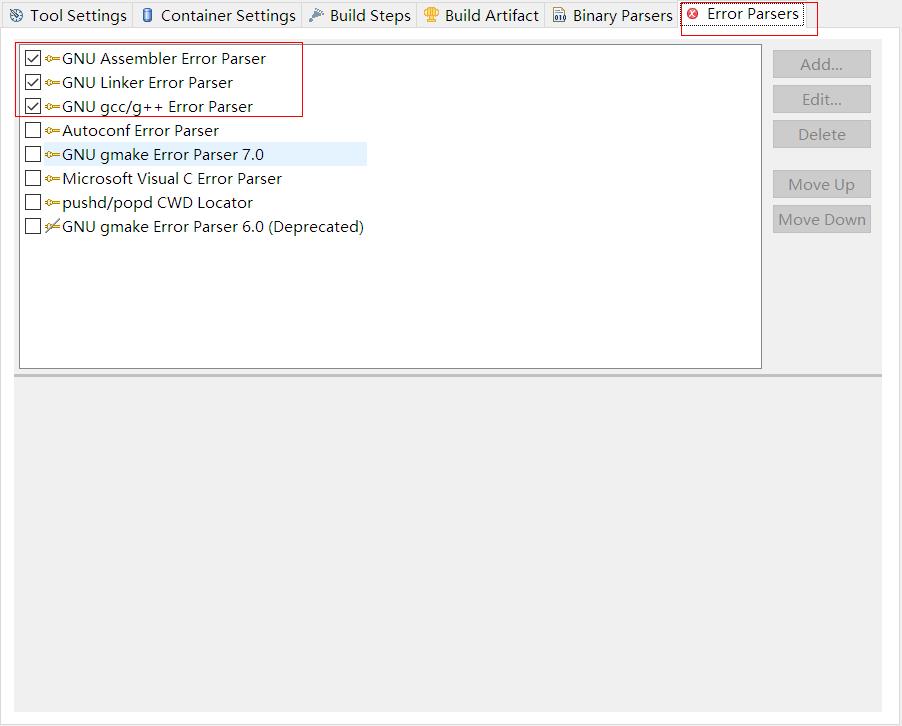 Tool Settings Container Settings Build Steps Build Artifact Binary Parsers Error Parsers
GNU Assembler Error Parser
GNU Linker Error Parser
GNU gcc/g++ Error Parser
Autoconf Error Parser
GNU gmake Error Parser 7.0
Microsoft Visual C Error Parser
pushd/popd CWD Locator
GNU gmake Error Parser 6.0 (Deprecated)
Add...
Edit...
Delete
Move Up
Move Down